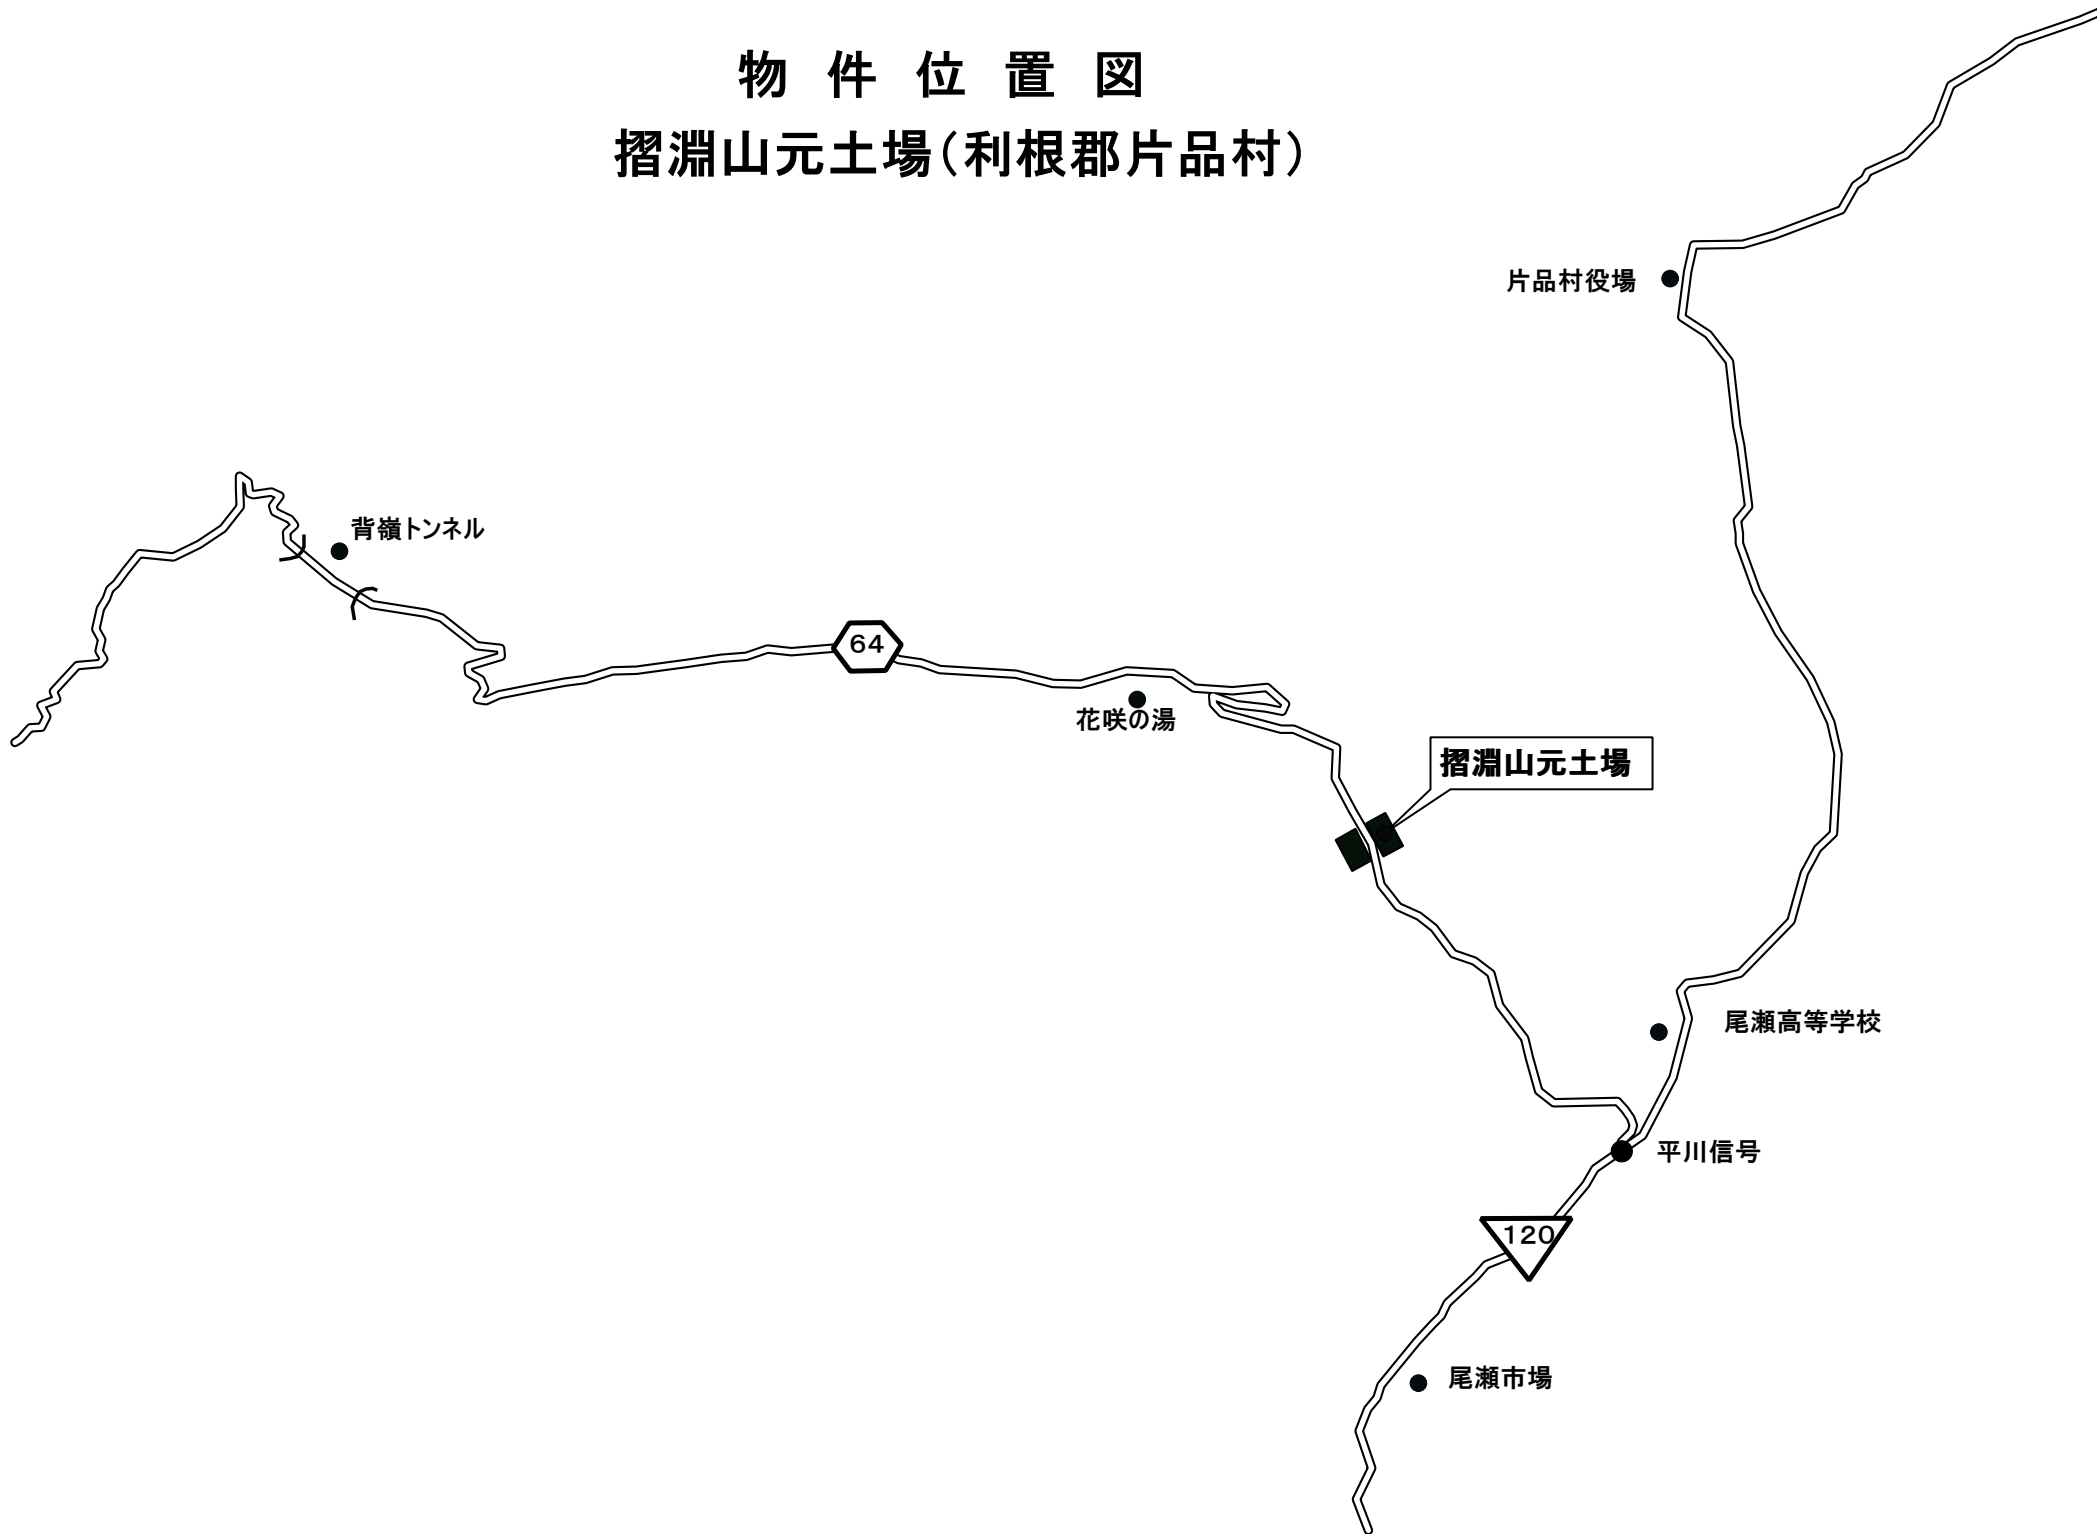 物件位置図
摺淵山元土場(利根郡片品村)
片品村役場
背嶺トンネル
64
花咲の湯
摺淵山元土場
尾瀬高等学校
平川信号
120
尾瀬市場